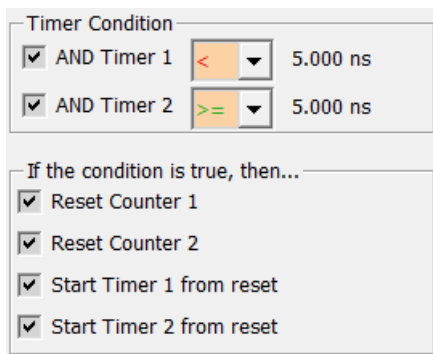 Timer Condition
AND Timer 1 < 5.000 ns
AND Timer 2 >= 5.000 ns
If the condition is true, then...
Reset Counter 1
Reset Counter 2
Start Timer 1 from reset
Start Timer 2 from reset